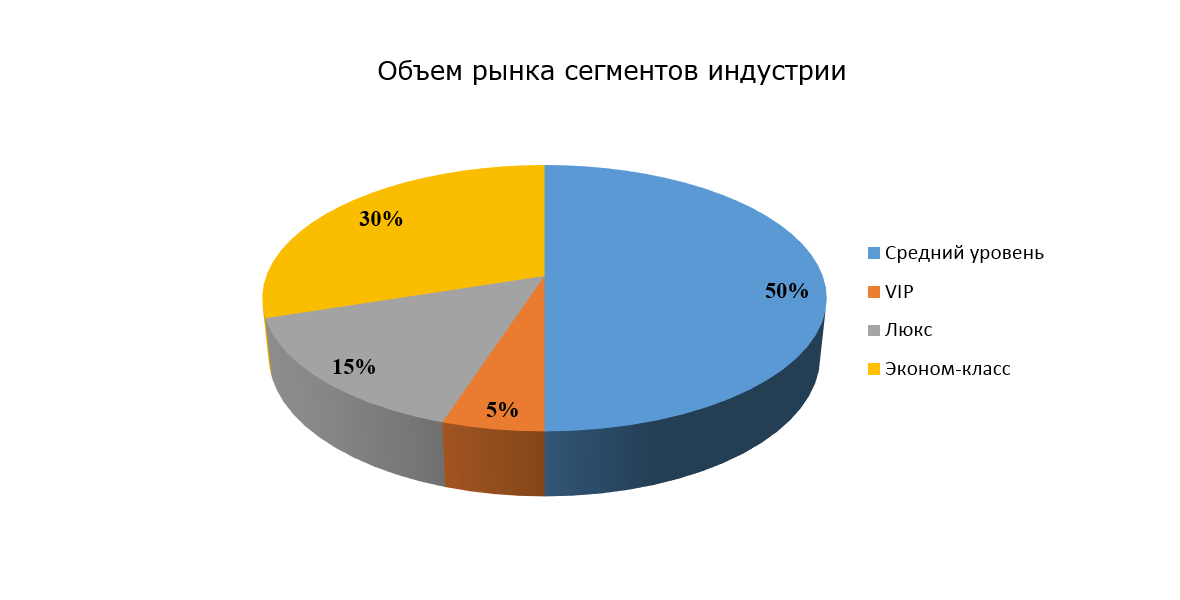 Объем рынка сегментов индустрии
30%
50%
15%
5%
Средний уровень
VIP
Люкс
Эконом-класс